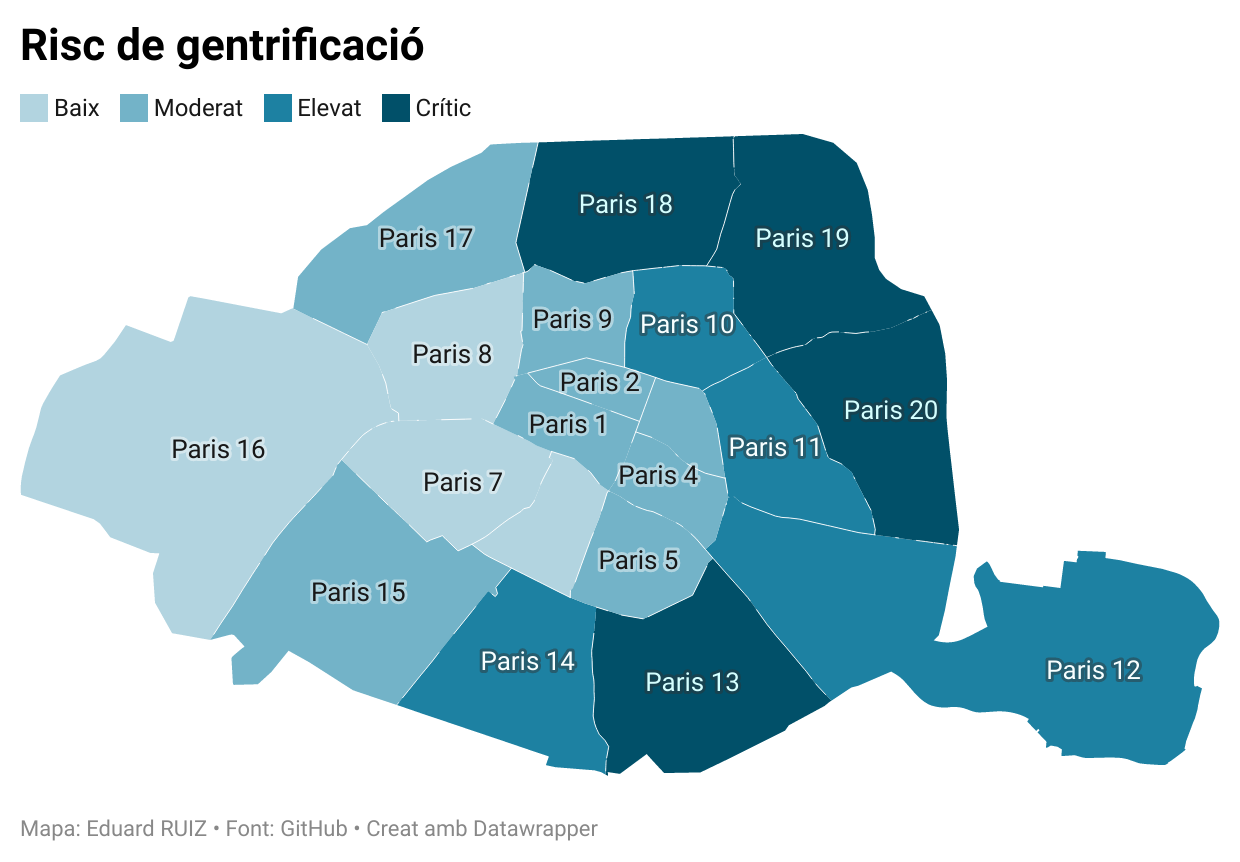 Risc de gentrificació
Baix Moderat Elevat Crític
Paris 18
Paris 17
Paris 19
Paris 9
Paris 10
Paris 8
Paris 2
Paris 20
Paris 1
Paris 16
Paris 11
Paris 4
Paris 7
Paris 5
Paris 15
Paris 14
Paris 12
Paris 13
Mapa: Eduard RUIZ • Font: GitHub • Creat amb Datawrapper